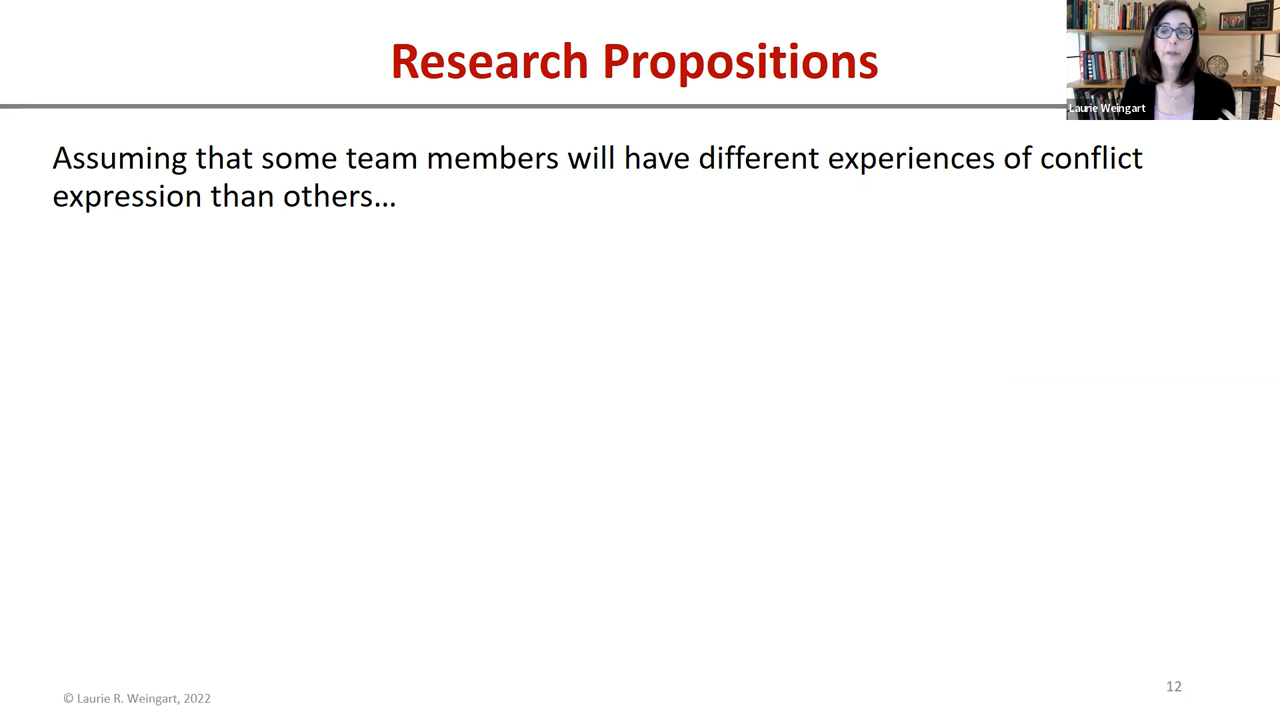 Research Propositions
Laurie Weingart
Assuming that some team members will have different experiences of conflict
expression than others…
12
© Laurie R. Weingart, 2022